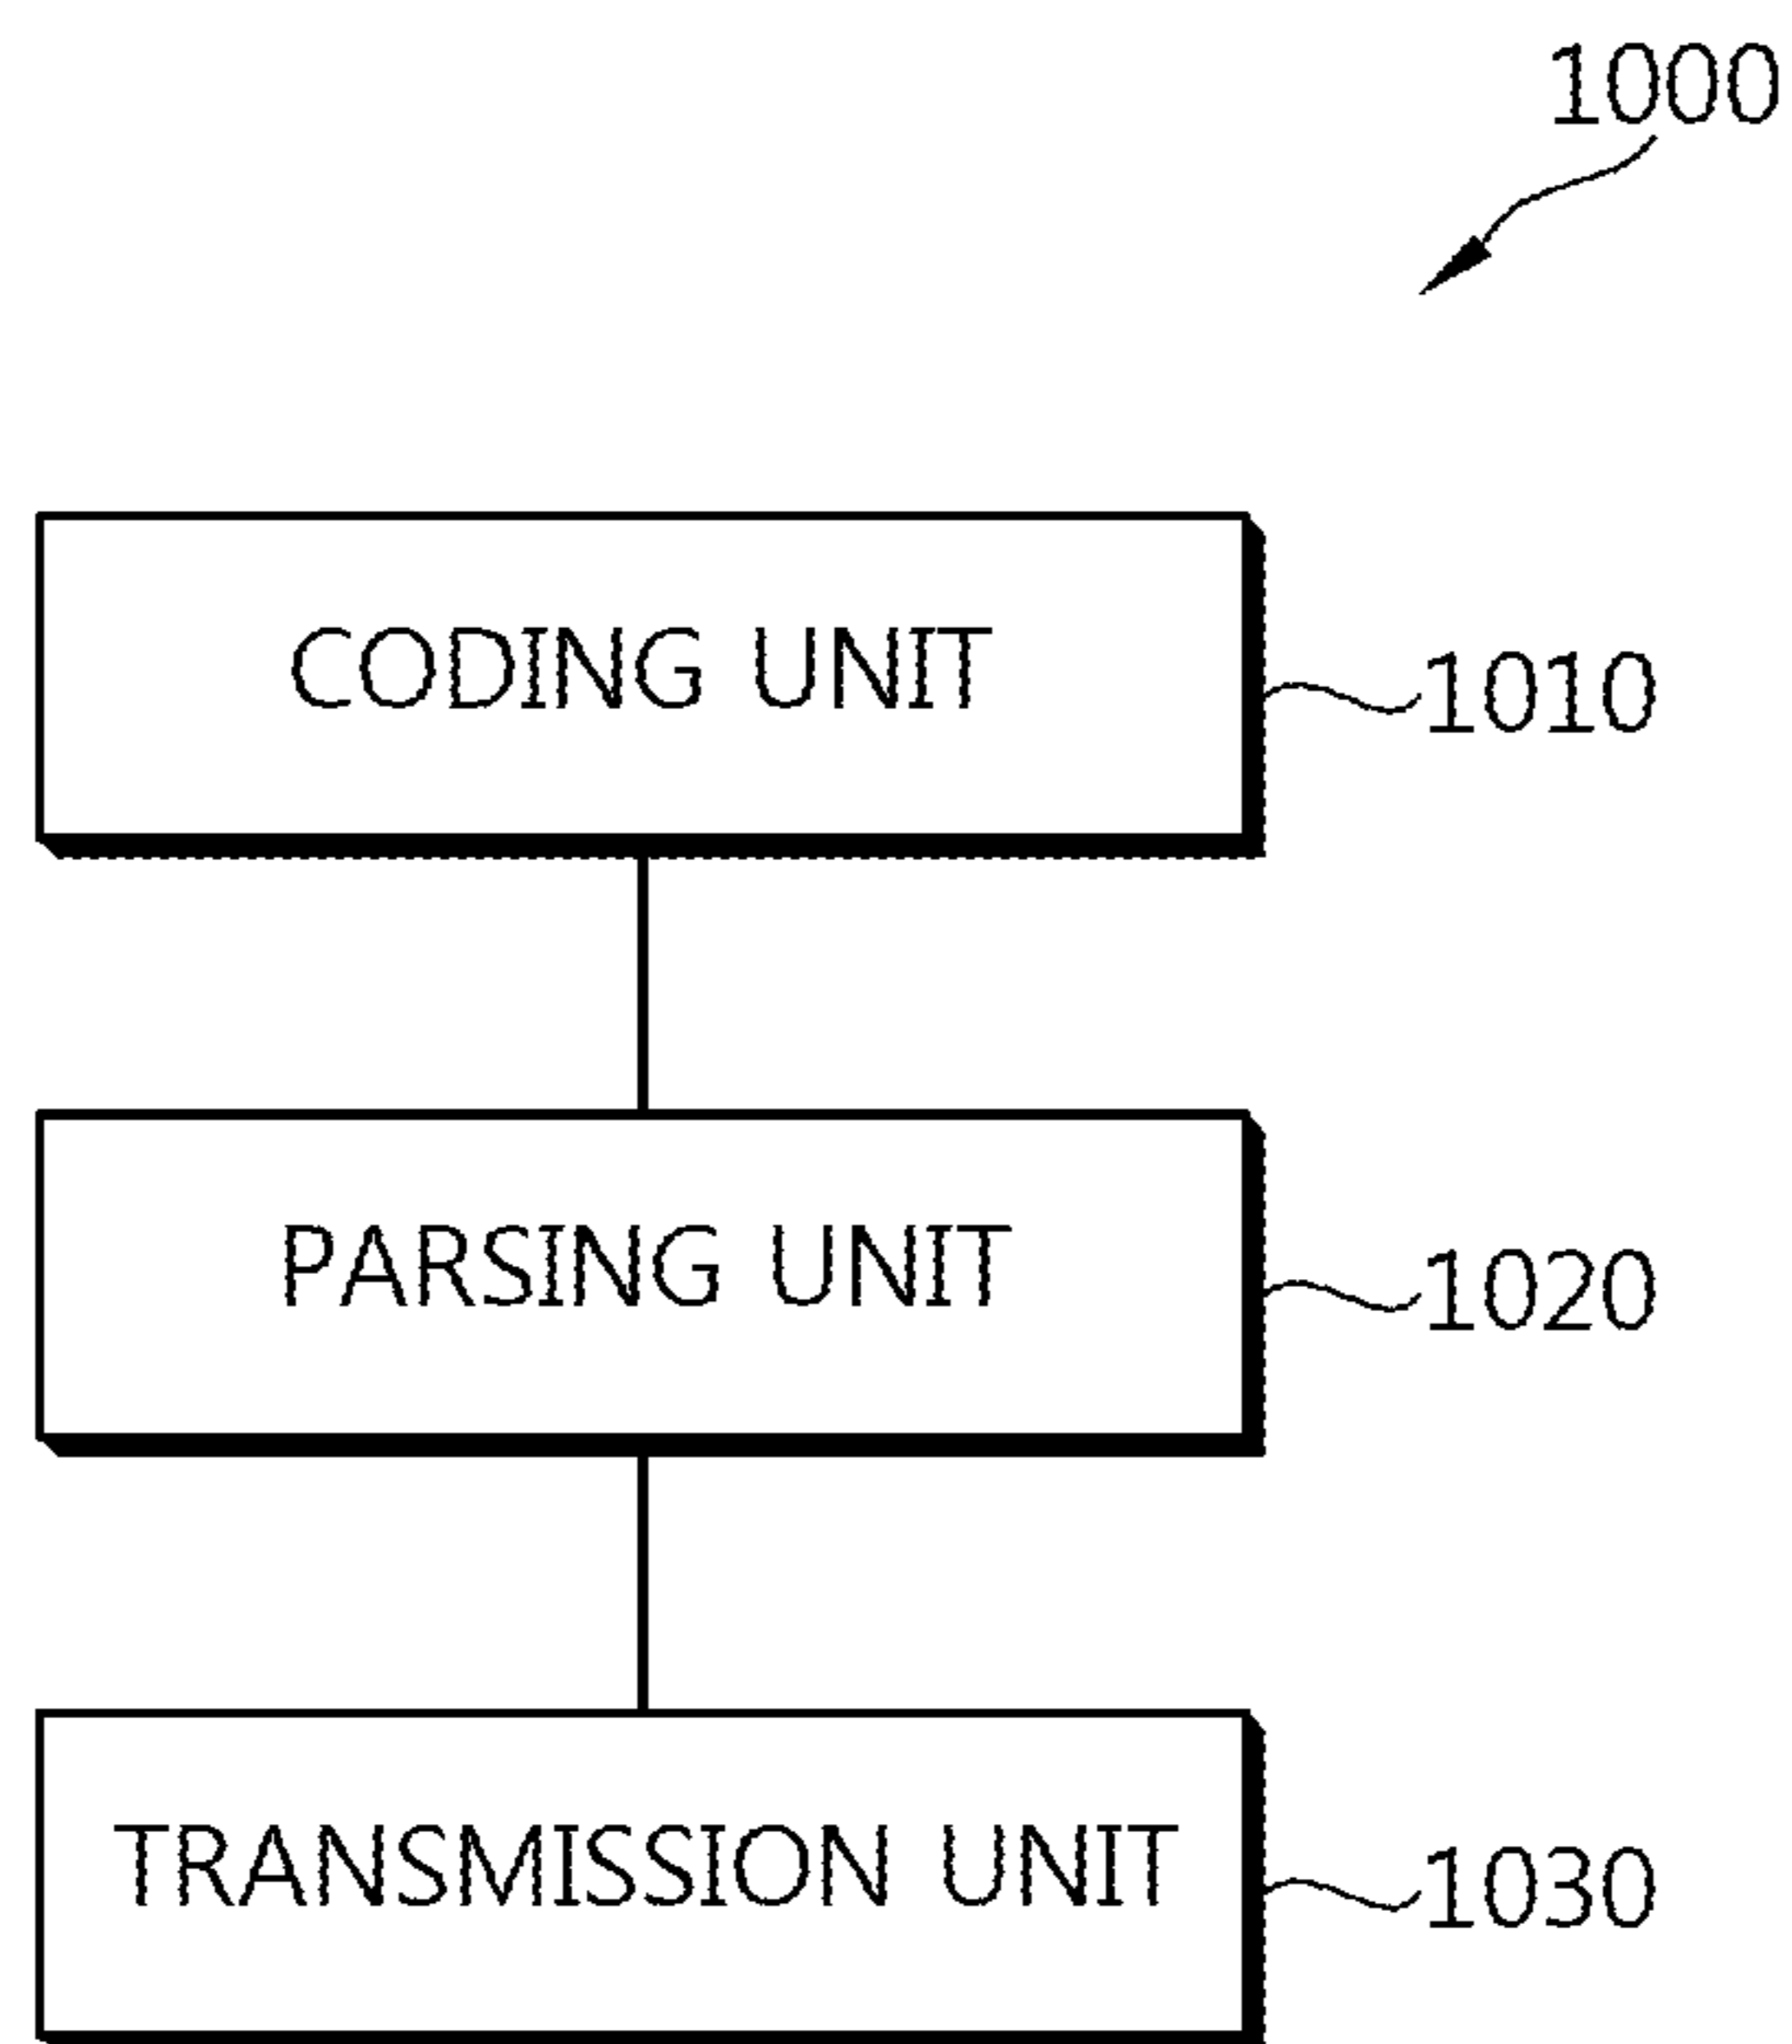 1000
CODING UNIT
1010
PARSING UNIT
1020
TRANSMISSION UNIT
1030